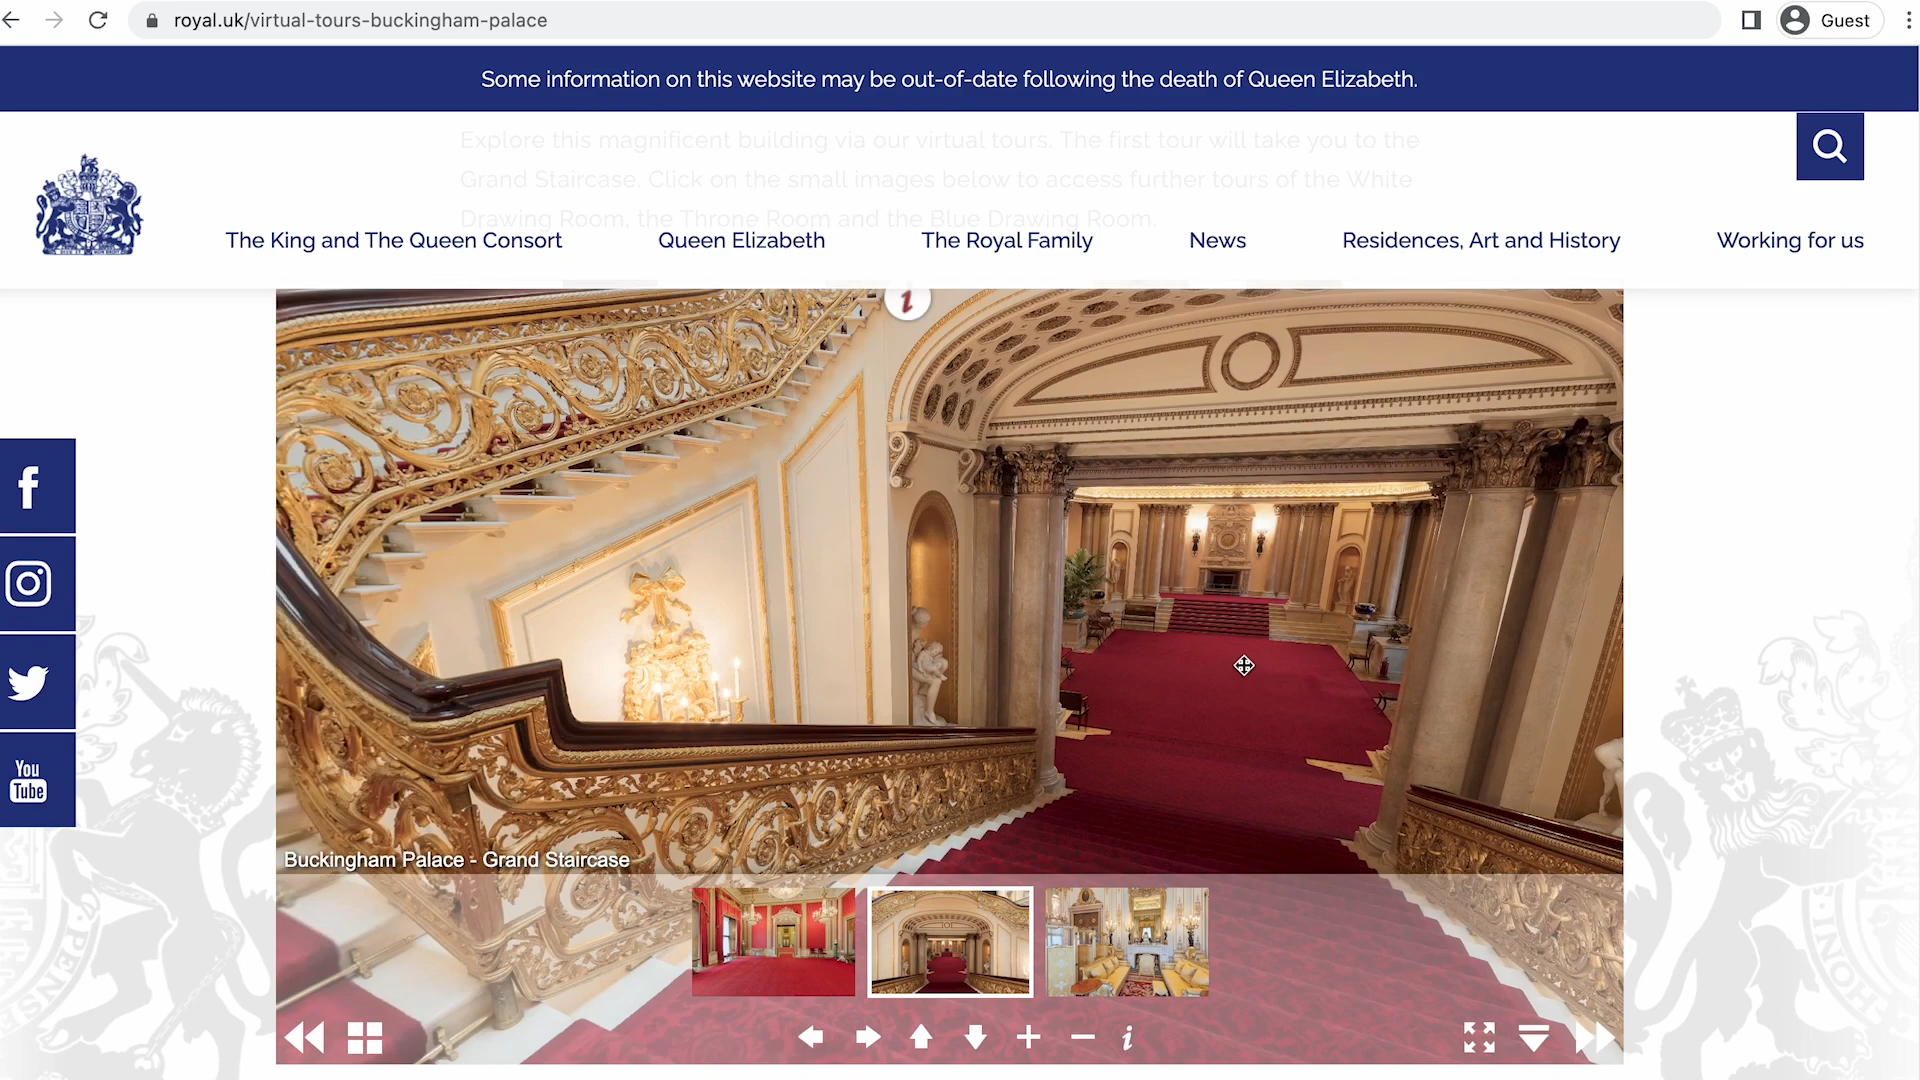 royal.uk/virtual-tours-buckingham-palace
Guest
Some information on this website may be out-of-date following the death of Queen Elizabeth.
Explore this magnificent building via our virtual tours. The first tour will take you to the
Grand Staircase. Click on the small images below to access further tours of the White
Drawing Room, the Throne Room and the Blue Drawing Room.
The King and The Queen Consort
Queen Elizabeth
The Royal Family
News
Residences, Art and History
Working for us
i
f
You
Tube
Buckingham Palace - Grand Staircase
i